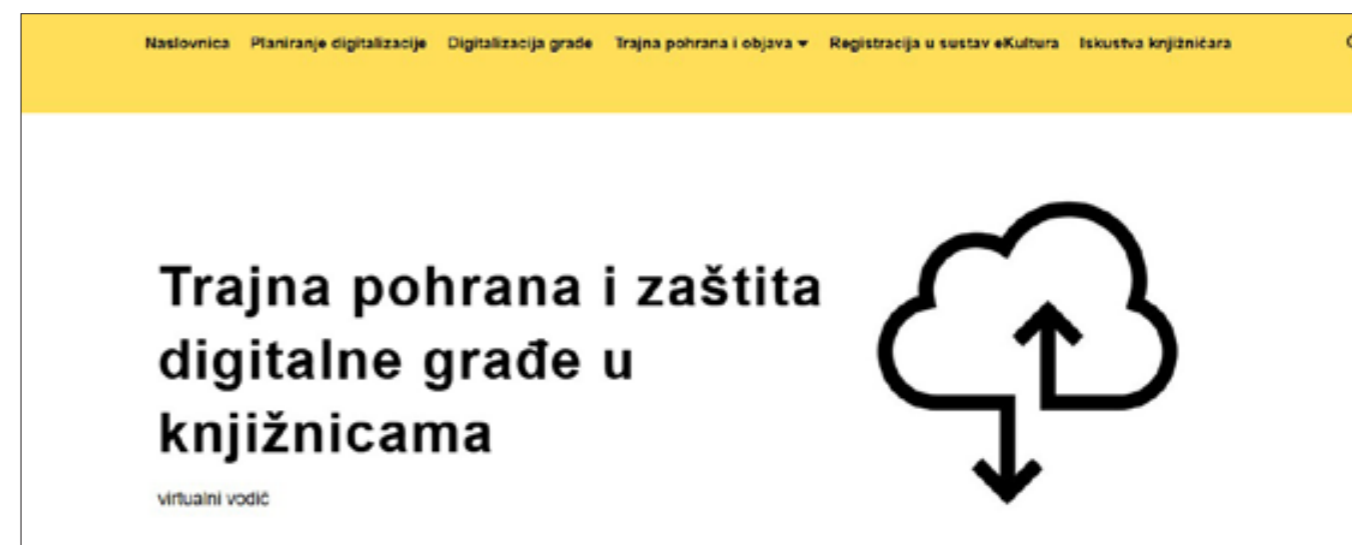 Naslovnica Planiranje digitalizacije Digitalizacija građe Trajna pohrana i objava Registracija u sustav eKultura Iskustva knjižničara
Trajna pohrana i zaštita
digitalne građe u
knjižnicama
virtualni vodič